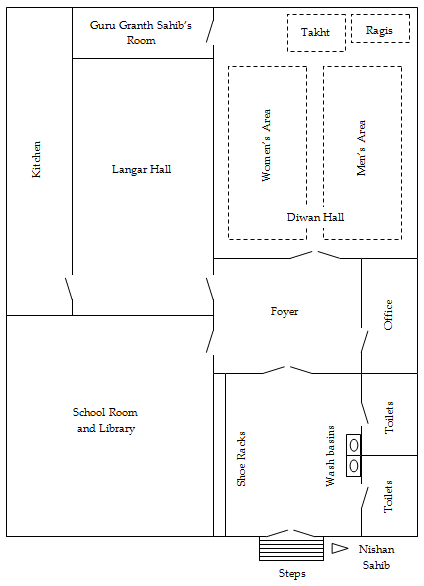 Guru Granth Sahib's
Room
Takht
Ragis
Kitchen
Langar Hall
Women's Area
Men's Area
Diwan Hall
Foyer
Office
School Room
and Library
Shoe Racks
Wash basins
Toilets
Toilets
Steps
Nishan
Sahib